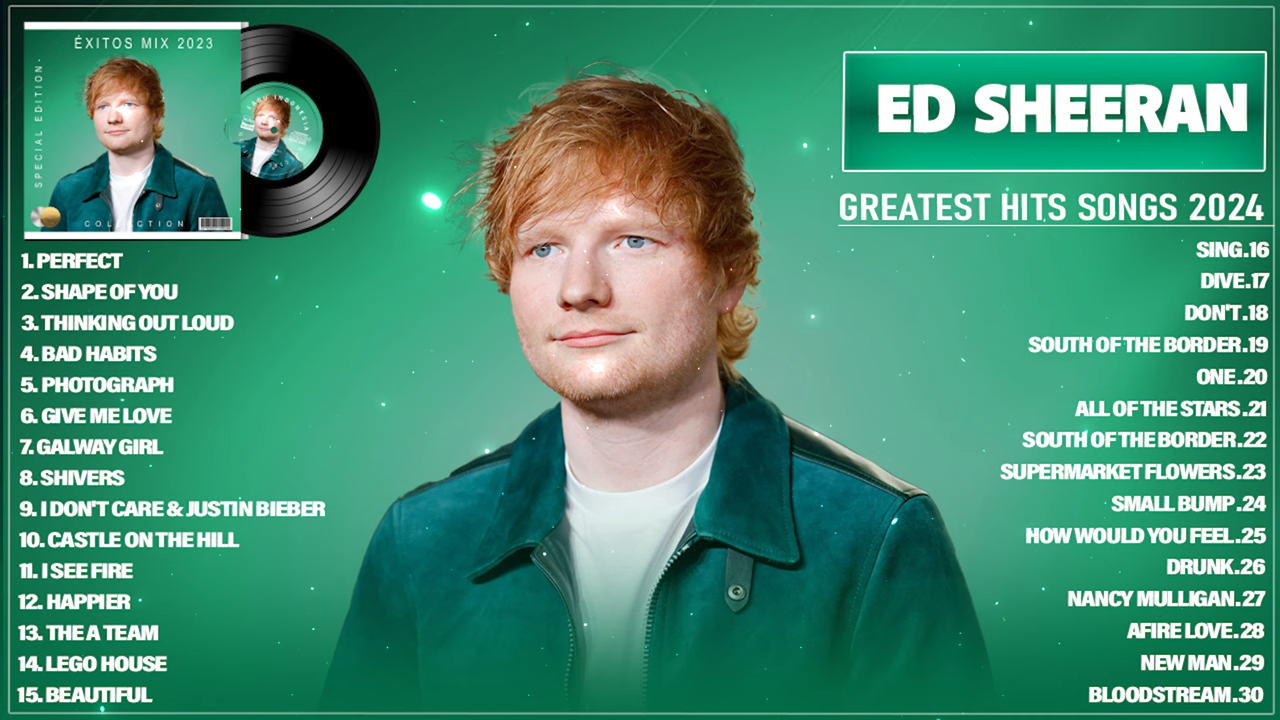 ÉXITOS MIX 2023
SPECIAL EDITION
COLLECTION
ED SHEERAN
GREATEST HITS SONGS 2024
1. PERFECT
2. SHAPE OF YOU
3. THINKING OUT LOUD
4. BAD HABITS
5. PHOTOGRAPH
6. GIVE ME LOVE
7. GALWAY GIRL
8. SHIVERS
9. I DON'T CARE & JUSTIN BIEBER
10. CASTLE ON THE HILL
11. I SEE FIRE
12. HAPPIER
13. THE A TEAM
14. LEGO HOUSE
15. BEAUTIFUL
SING.16
DIVE.17
DON'T.18
SOUTH OF THE BORDER.19
ONE.20
ALL OF THE STARS.21
SOUTH OF THE BORDER.22
SUPERMARKET FLOWERS.23
SMALL BUMP.24
HOW WOULD YOU FEEL.25
DRUNK.26
NANCY MULLIGAN.27
AFIRE LOVE.28
NEW MAN.29
BLOODSTREAM.30